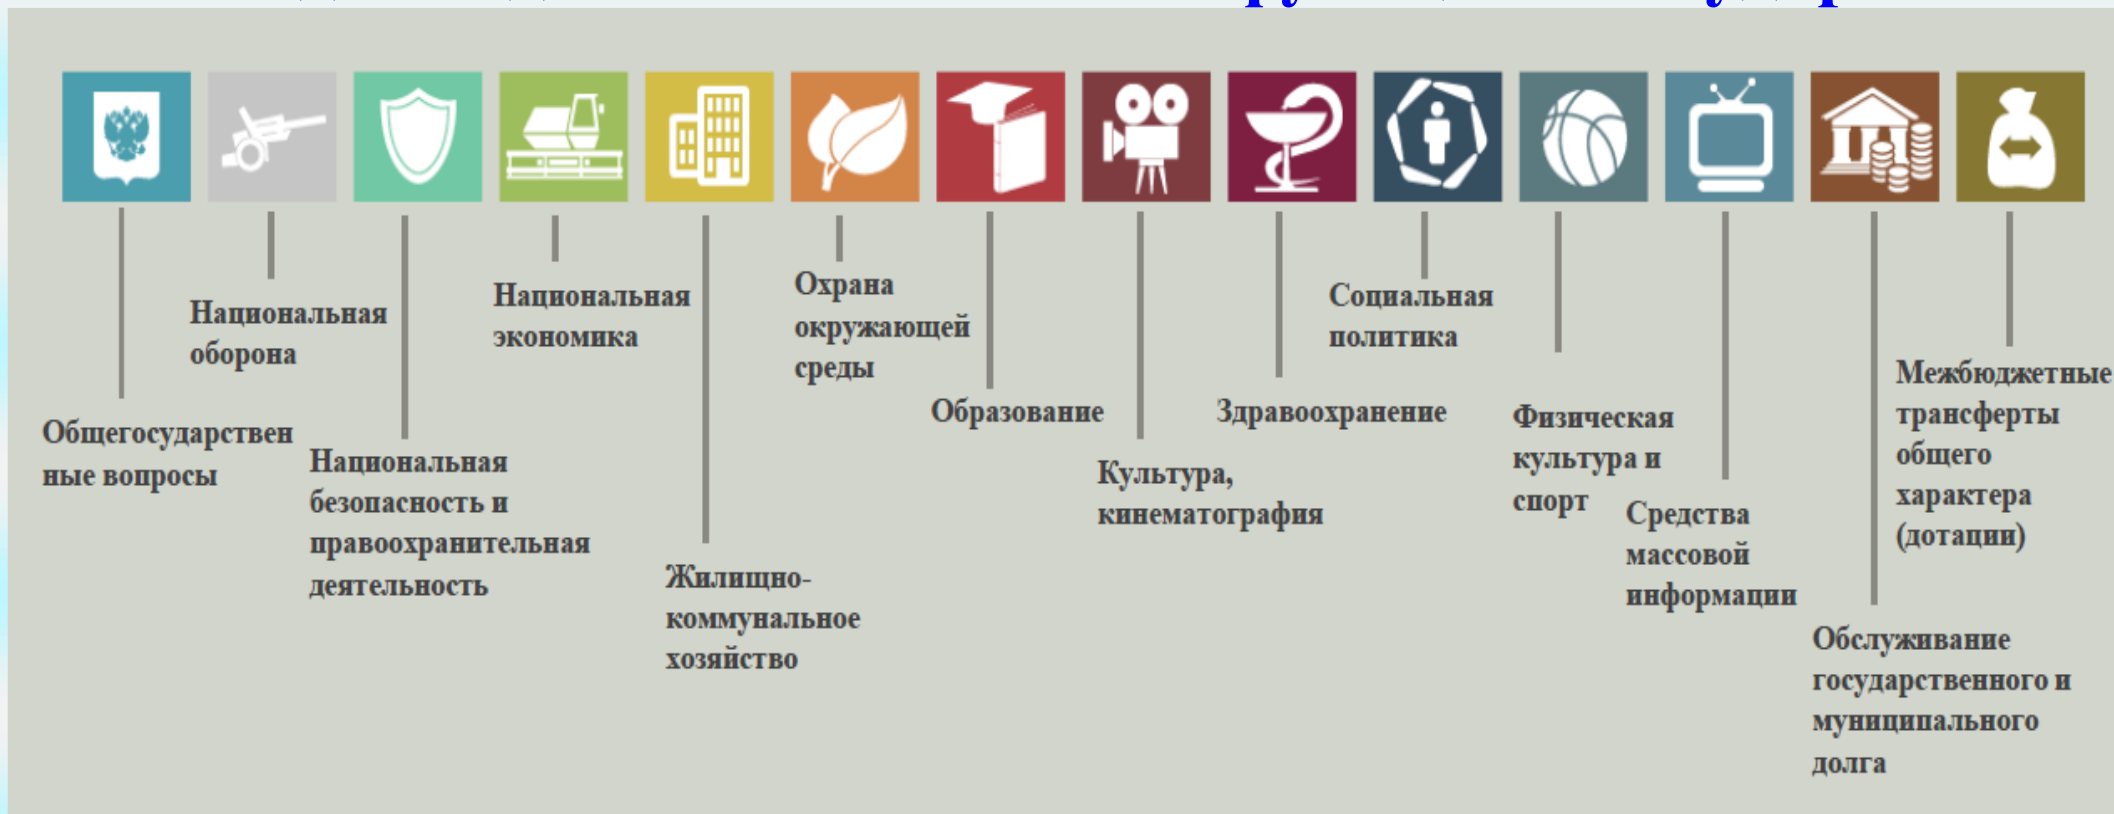 Общегосударствен
ные вопросы
Национальная
оборона
Национальная
безопасность и
правоохранительная
деятельность
Национальная
экономика
Жилищно-
коммунальное
хозяйство
Охрана
окружающей
среды
Образование
Культура,
кинематография
Здравоохранение
Социальная
политика
Физическая
культура и
спорт
Средства
массовой
информации
Обслуживание
государственного и
муниципального
долга
Межбюджетные
трансферты
общего
характера
(дотации)